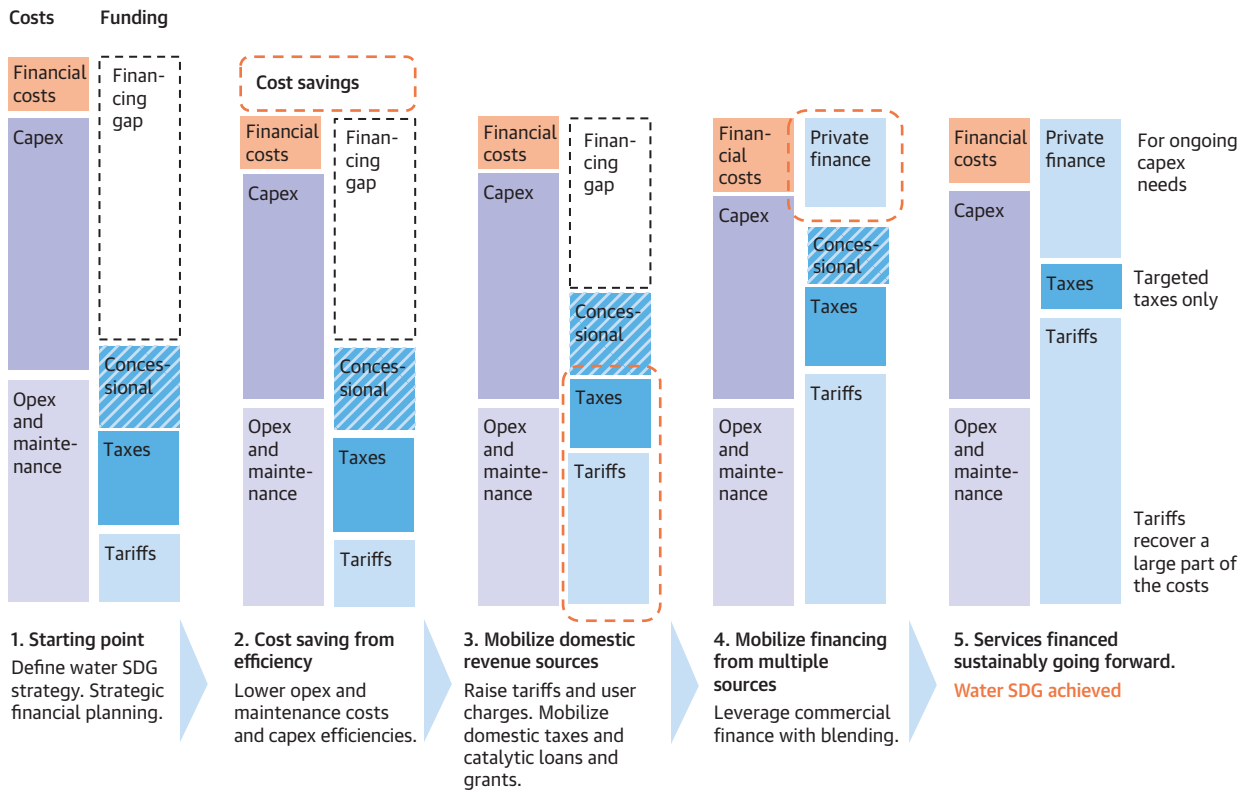 Costs
Funding
Financial
costs
Capex
Opex
and
mainte-
nance
Finan-
cing
gap
Conces-
sional
Taxes
Tariffs
Cost savings
Financial
costs
Capex
Opex
and
mainte-
nance
Finan-
cing
gap
Conces-
sional
Taxes
Tariffs
Financial
costs
Capex
Opex
and
mainte-
nance
Finan-
cing
gap
Conces-
sional
Taxes
Tariffs
Finan-
cial
costs
Capex
Opex
and
mainte-
nance
Private
finance
Conces-
sional
Taxes
Tariffs
Financial
costs
Capex
Opex and
mainte-
nance
Private
finance
Taxes
Tariffs
For ongoing
capex
needs
Targeted
taxes only
Tariffs
recover a
large part of
the costs
1. Starting point
Define water SDG
strategy. Strategic
financial planning.
2. Cost saving from
efficiency
Lower opex and
maintenance costs
and capex efficiencies.
3. Mobilize domestic
revenue sources
Raise tariffs and user
charges. Mobilize
domestic taxes and
catalytic loans and
grants.
4. Mobilize financing
from multiple
sources
Leverage commercial
finance with blending.
5. Services financed
sustainably going forward.
Water SDG achieved